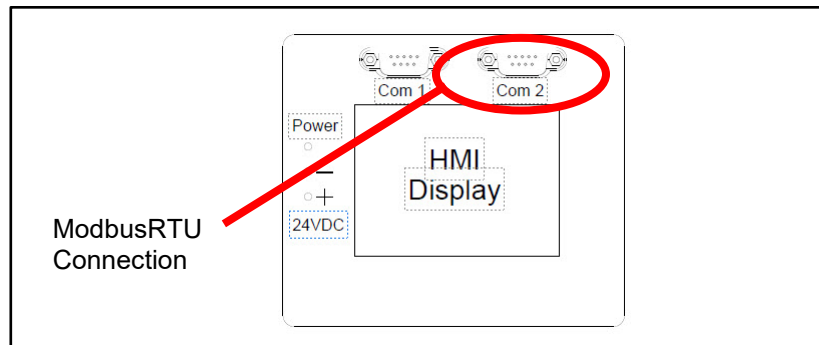 Com 1
Com 2
Power
−
+
24VDC
HMI
Display
ModbusRTU
Connection